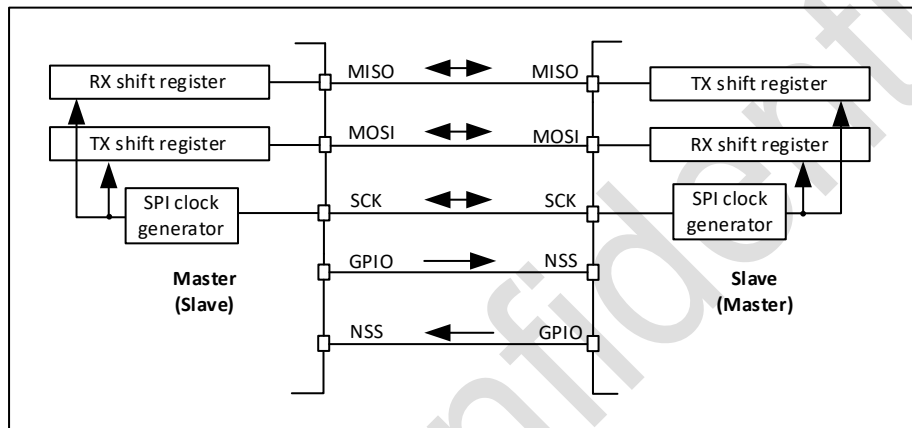 RX shift register
MISO
MISO
TX shift register
TX shift register
MOSI
MOSI
RX shift register
SPI clock
generator
SCK
SCK
SPI clock
generator
GPIO
NSS
Master
(Slave)
Slave
(Master)
NSS
GPIO